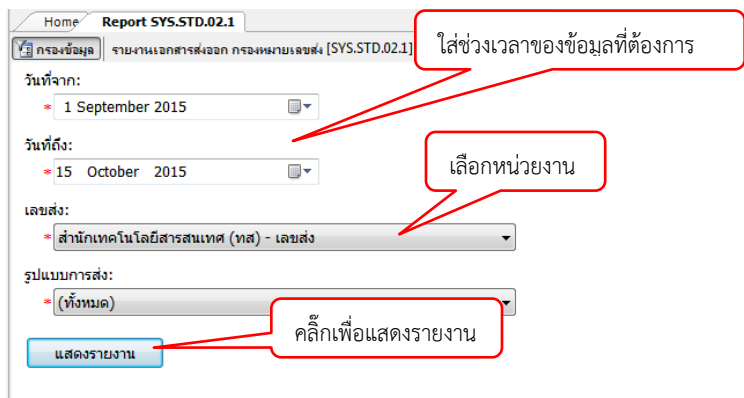 Home Report SYS.STD.02.1
กรองข้อมูล รายงานเอกสารส่งออก กรองหมายเลขส่ง [SYS.STD.02.1]
ใส่ช่วงเวลาของข้อมูลที่ต้องการ
วันที่จาก:
* 1 September 2015
วันที่ถึง:
* 15 October 2015
เลือกหน่วยงาน
เลขส่ง:
* สำนักเทคโนโลยีสารสนเทศ (ทส) - เลขส่ง
รูปแบบการส่ง:
* (ทั้งหมด)
คลิ๊กเพื่อแสดงรายงาน
แสดงรายงาน